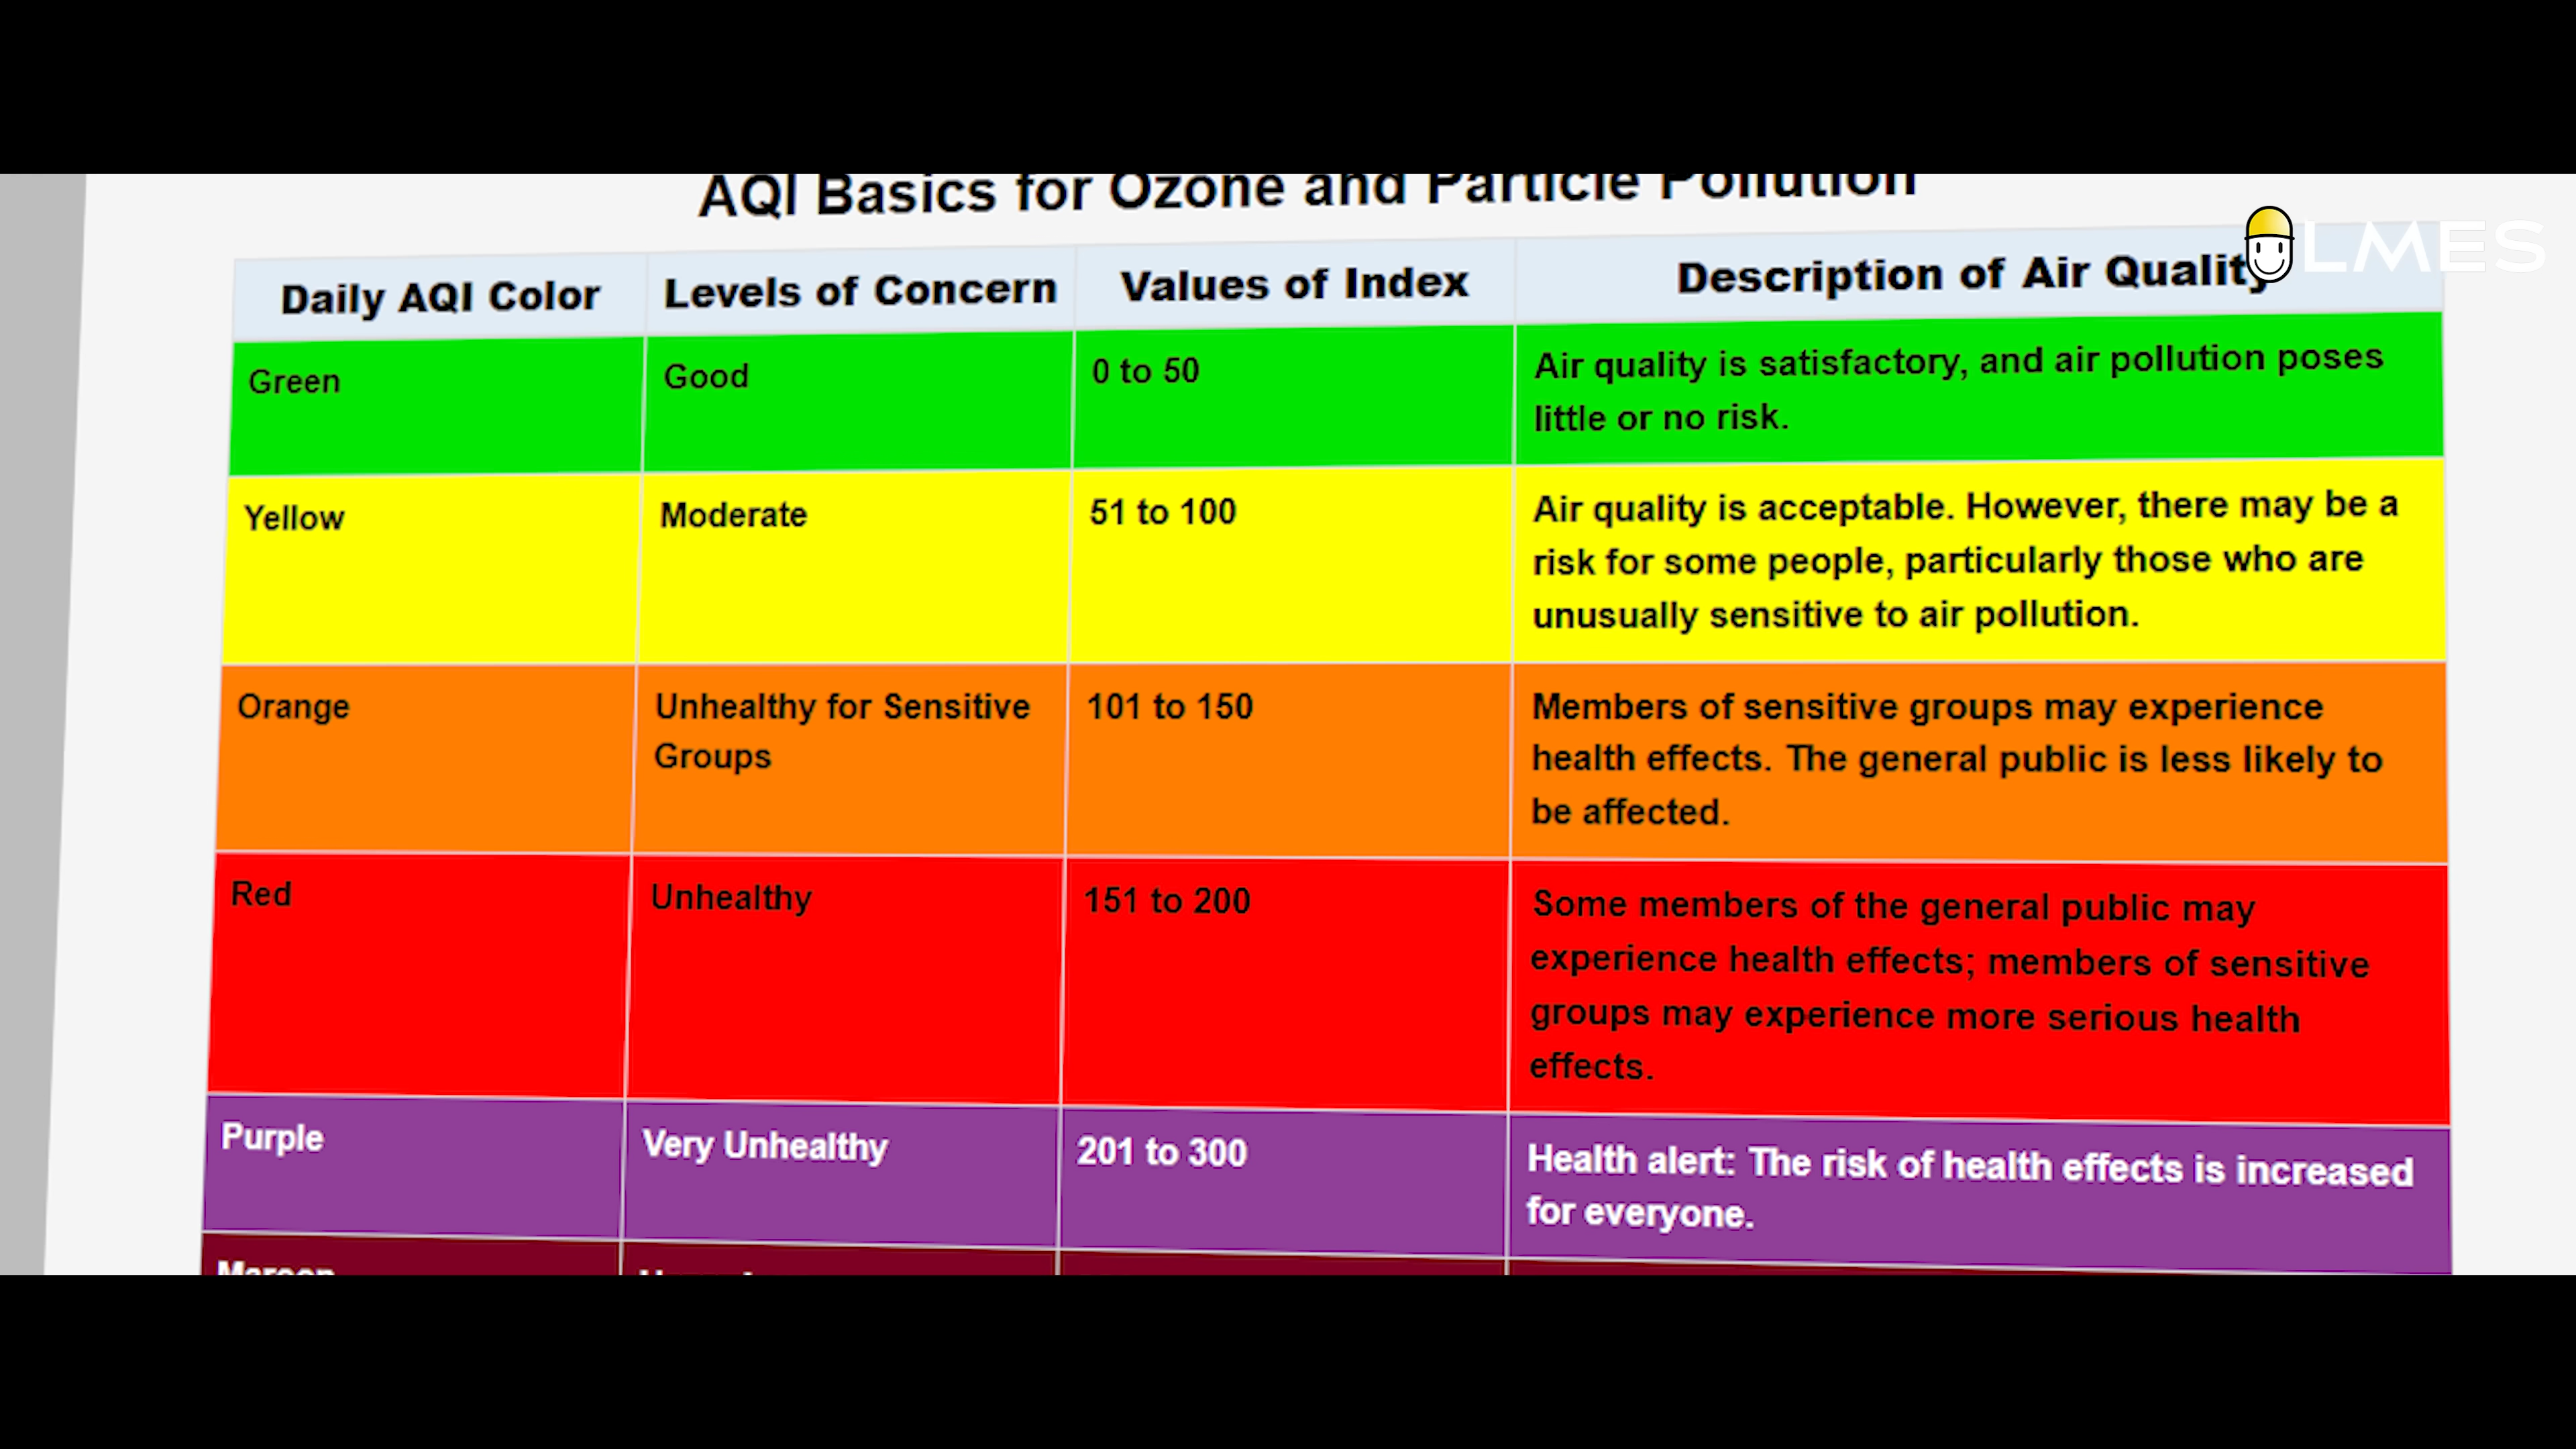 AQI Basics for Ozone and Particle Pollution
LMES
Daily AQI Color Levels of Concern Values of Index Description of Air Quality
Green Good 0 to 50 Air quality is satisfactory, and air pollution poses
little or no risk.
Yellow Moderate 51 to 100 Air quality is acceptable. However, there may be a
risk for some people, particularly those who are
unusually sensitive to air pollution.
Orange Unhealthy for Sensitive 101 to 150 Members of sensitive groups may experience
Groups health effects. The general public is less likely to
be affected.
Red Unhealthy 151 to 200 Some members of the general public may
experience health effects; members of sensitive
groups may experience more serious health
effects.
Purple Very Unhealthy 201 to 300 Health alert: The risk of health effects is increased
for everyone.
Maroon